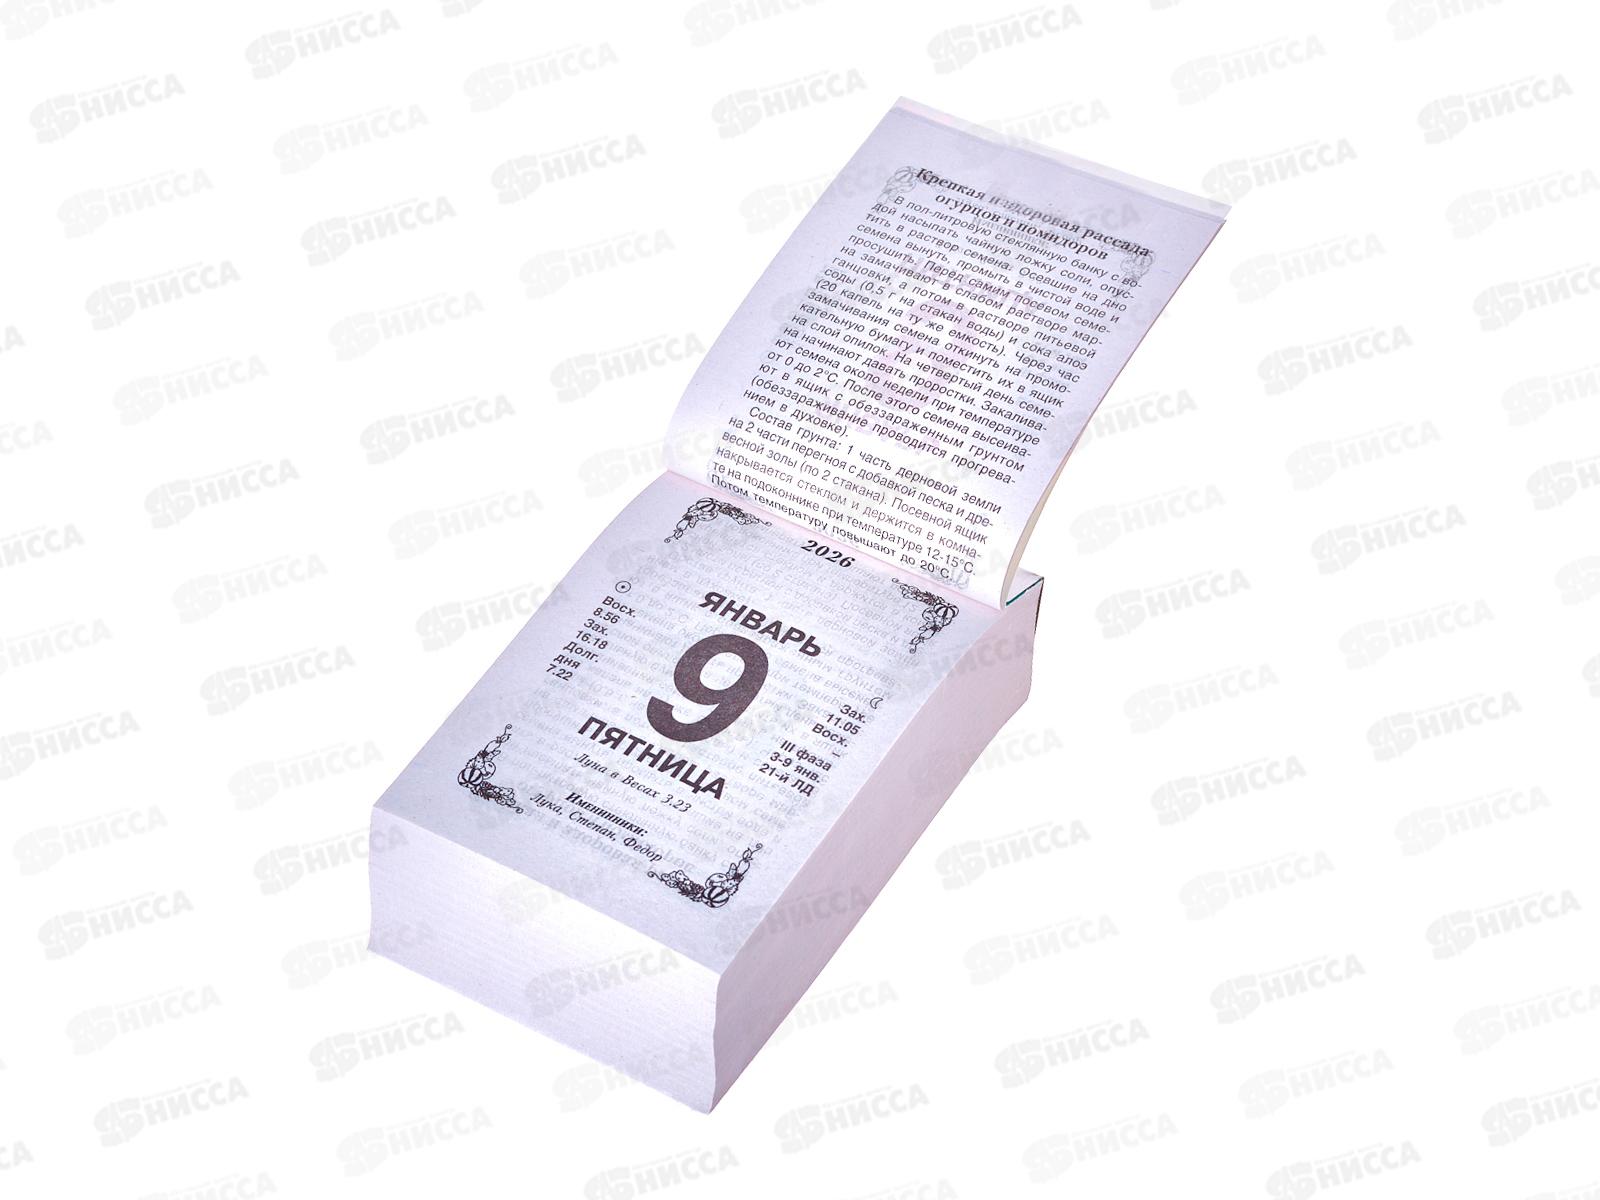 Крепкая и здоровая рассада
огурцов и помидоров
В пол-литровую стеклянную банку с во-
дой насыпать чайную ложку соли, опус-
тить в раствор семена. Осевшие на дно
семена вынуть, промыть в чистой воде и
просушить. Перед самим посевом семе-
на замачивают в слабом растворе мар-
ганцовки, а потом в растворе питьевой
соды (0,5 г на стакан воды) и сока алоэ
(20 капель на ту же емкость). Через час
замачивания семена откинуть на промо-
кательную бумагу и поместить их в ящик
на слой опилок. На четвертый день семе-
на начинают давать проростки. Закалива-
ют семена около недели при температуре
от 0 до 2°С. После этого семена высеива-
ют в ящик с обеззараженным грунтом
(обеззараживание проводится прогрева-
нием в духовке).
Состав грунта: 1 часть дерновой земли
на 2 части перегноя с добавкой песка и дре-
весной золы (по 2 стакана). Посевной ящик
накрывается стеклом и держится в комна-
те на подоконнике при температуре 12-15°С.
Потом температуру повышают до 20°С.
2026
ЯНВАРЬ
9
ПЯТНИЦА
Восх.
8.56
Зах.
16.18
Долг.
дня
7.22
Зах.
11.05
Восх.
–
III фаза
3-9 янв.
21-й ЛД
Луна в Весах 3.23
Именинники:
Лука, Степан, Федор
НИССА